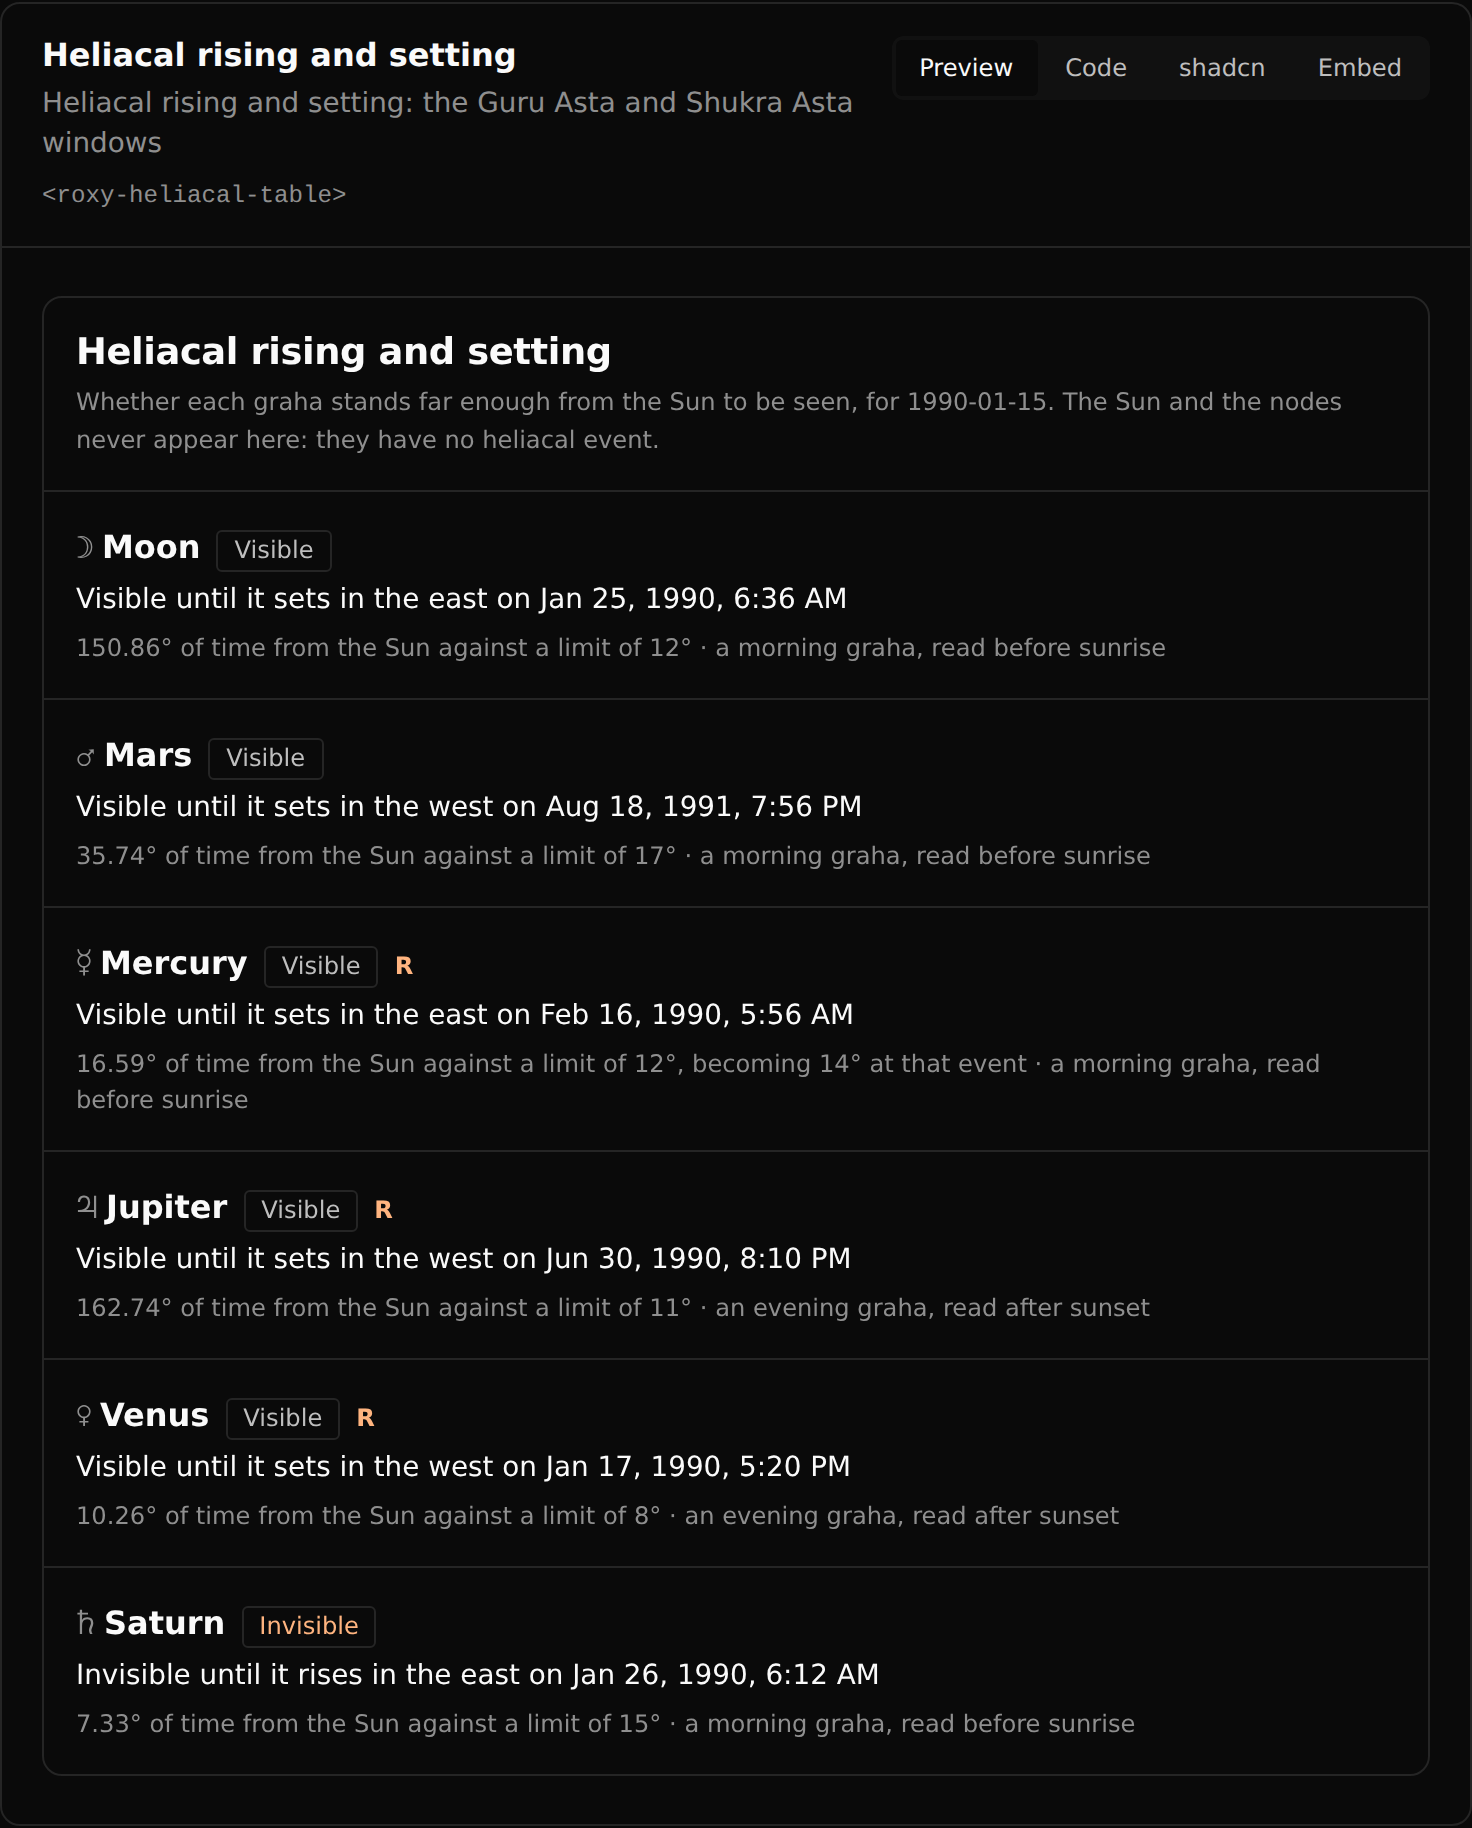 Heliacal rising and setting
Preview
Code
shadcn
Embed
Heliacal rising and setting: the Guru Asta and Shukra Asta
windows
<roxy-heliacal-table>
Heliacal rising and setting
Whether each graha stands far enough from the Sun to be seen, for 1990-01-15. The Sun and the nodes
never appear here: they have no heliacal event.
☽ Moon Visible
Visible until it sets in the east on Jan 25, 1990, 6:36 AM
150.86° of time from the Sun against a limit of 12° · a morning graha, read before sunrise
♂ Mars Visible
Visible until it sets in the west on Aug 18, 1991, 7:56 PM
35.74° of time from the Sun against a limit of 17° · a morning graha, read before sunrise
☿ Mercury Visible R
Visible until it sets in the east on Feb 16, 1990, 5:56 AM
16.59° of time from the Sun against a limit of 12°, becoming 14° at that event · a morning graha, read
before sunrise
♃ Jupiter Visible R
Visible until it sets in the west on Jun 30, 1990, 8:10 PM
162.74° of time from the Sun against a limit of 11° · an evening graha, read after sunset
♀ Venus Visible R
Visible until it sets in the west on Jan 17, 1990, 5:20 PM
10.26° of time from the Sun against a limit of 8° · an evening graha, read after sunset
♄ Saturn Invisible
Invisible until it rises in the east on Jan 26, 1990, 6:12 AM
7.33° of time from the Sun against a limit of 15° · a morning graha, read before sunrise